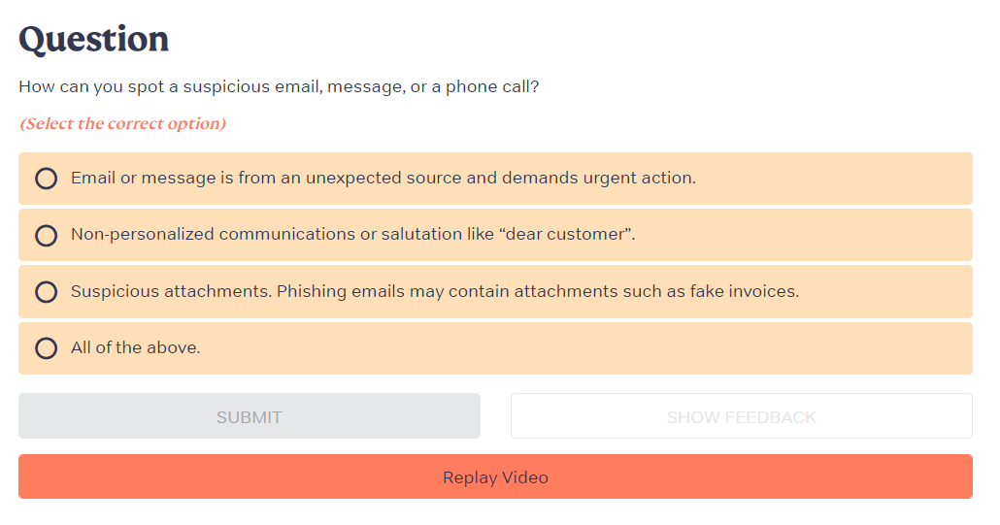 Question
How can you spot a suspicious email, message, or a phone call?
(Select the correct option)
Email or message is from an unexpected source and demands urgent action.
Non-personalized communications or salutation like “dear customer”.
Suspicious attachments. Phishing emails may contain attachments such as fake invoices.
All of the above.
SUBMIT
SHOW FEEDBACK
Replay Video